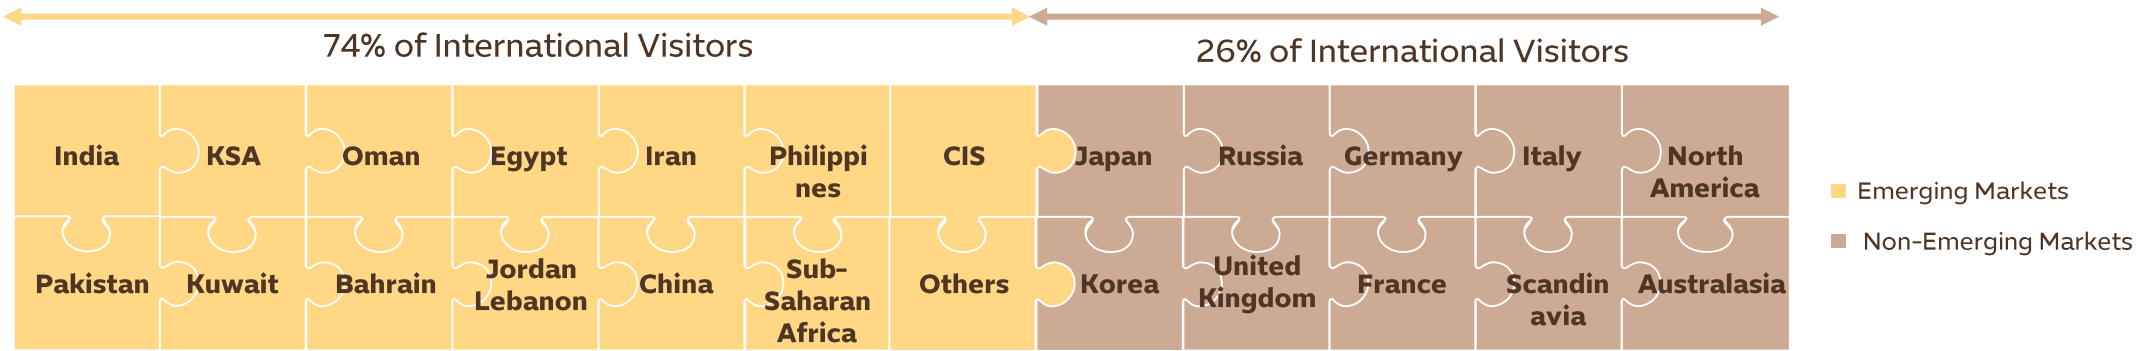 74% of International Visitors
26% of International Visitors
India
KSA
Oman
Egypt
Iran
Philippi
nes
CIS
Japan
Russia
Germany
Italy
North
America
Pakistan
Kuwait
Bahrain
Jordan
Lebanon
China
Sub-
Saharan
Africa
Others
Korea
United
Kingdom
France
Scandin
avia
Australasia
Emerging Markets
Non-Emerging Markets